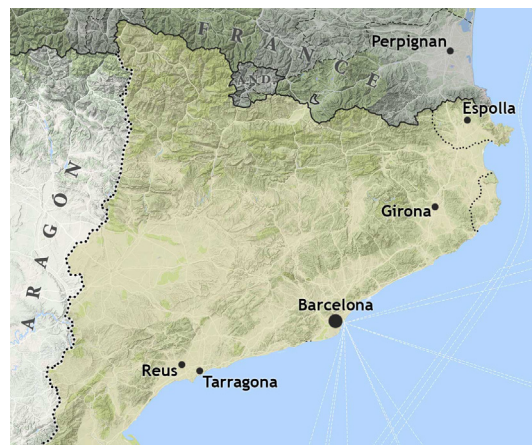 FRANCE
Perpignan
AND
Espolla
ARAGÓN
Girona
Barcelona
Reus
Tarragona